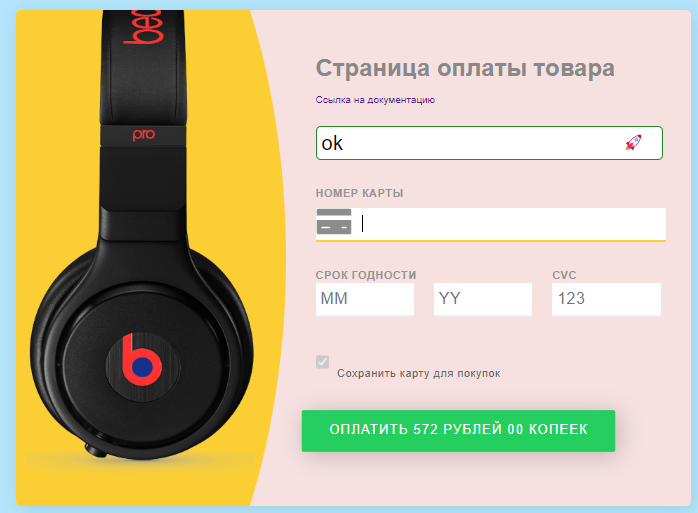 beats
pro
b
Страница оплаты товара
Ссылка на документацию
ok
НОМЕР КАРТЫ
СРОК ГОДНОСТИ
CVC
MM
YY
123
Сохранить карту для покупок
ОПЛАТИТЬ 572 РУБЛЕЙ 00 КОПЕЕК